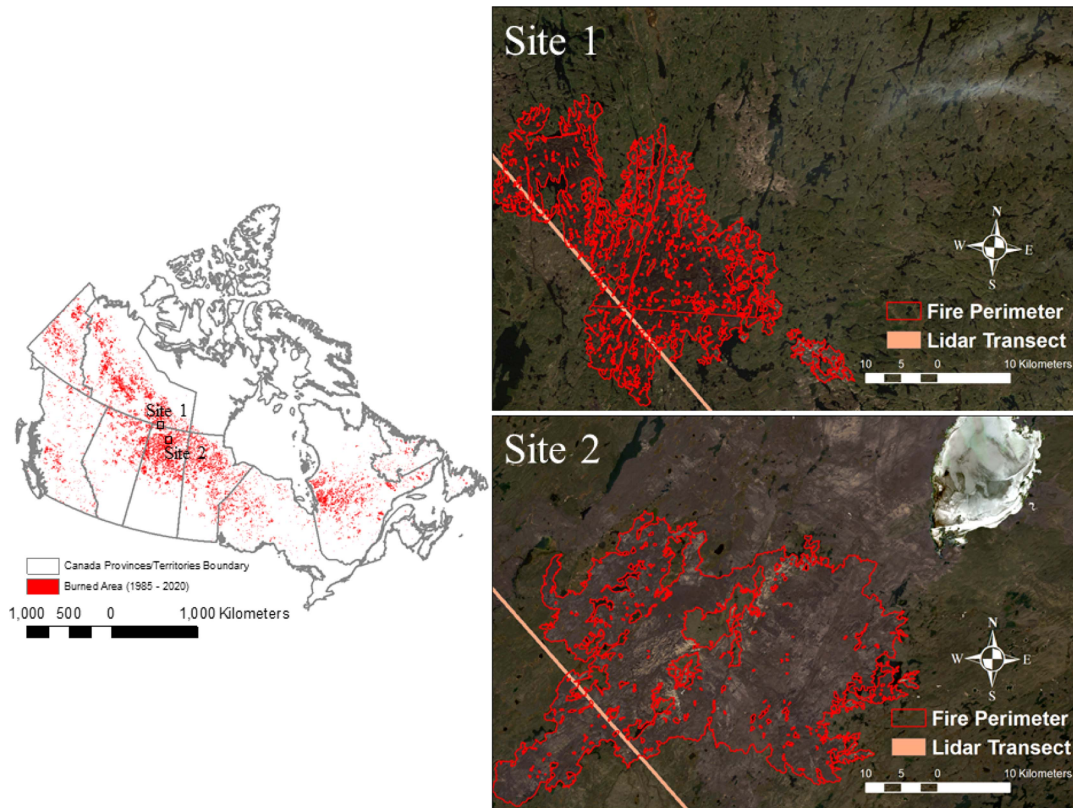 Site 1
Site 2
Canada Provinces/Territories Boundary
Burned Area (1985 - 2020)
1,000 500 0 1,000 Kilometers
Site 1
N
W E
S
Fire Perimeter
Lidar Transect
10 5 0 10 Kilometers
Site 2
N
W E
S
Fire Perimeter
Lidar Transect
10 5 0 10 Kilometers